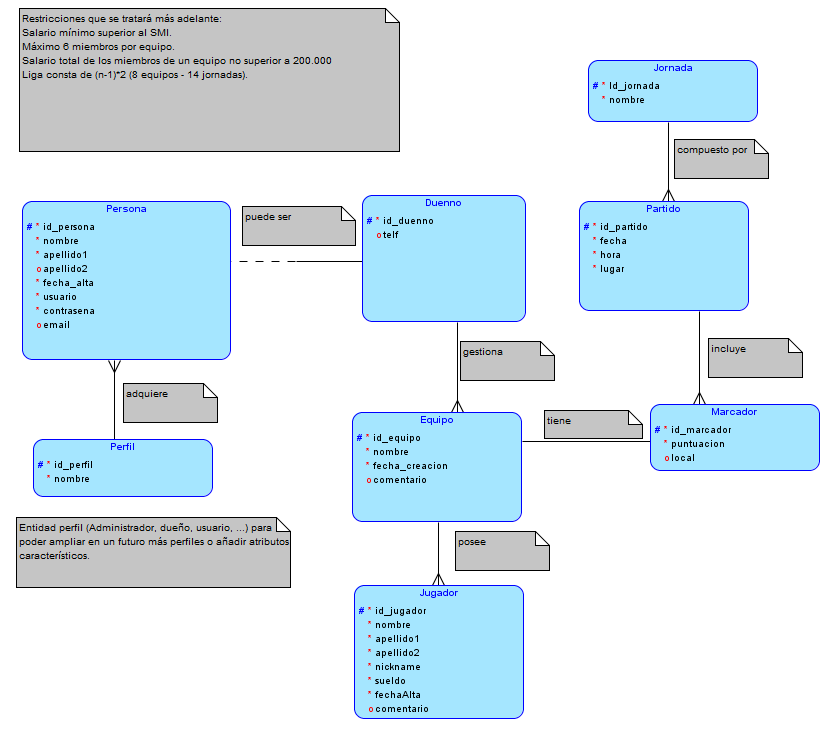 Restricciones que se tratará más adelante:
Salario mínimo superior al SMI.
Máximo 6 miembros por equipo.
Salario total de los miembros de un equipo no superior a 200.000
Liga consta de (n-1)*2 (8 equipos - 14 jornadas).
Jornada
# * Id_jornada
* nombre
compuesto por
Persona
# * id_persona
* nombre
* apellido1
o apellido2
* fecha_alta
* usuario
* contrasena
o email
puede ser
Duenno
# * id_duenno
o telf
Partido
# * id_partido
* fecha
* hora
* lugar
gestiona
incluye
adquiere
Perfil
# * id_perfil
* nombre
Equipo
# * id_equipo
* nombre
* fecha_creacion
o comentario
tiene
Marcador
# * id_marcador
* puntuacion
o local
Entidad perfil (Administrador, dueño, usuario, ...) para
poder ampliar en un futuro más perfiles o añadir atributos
característicos.
posee
Jugador
# * id_jugador
* nombre
* apellido1
* apellido2
* nickname
* sueldo
* fechaAlta
o comentario